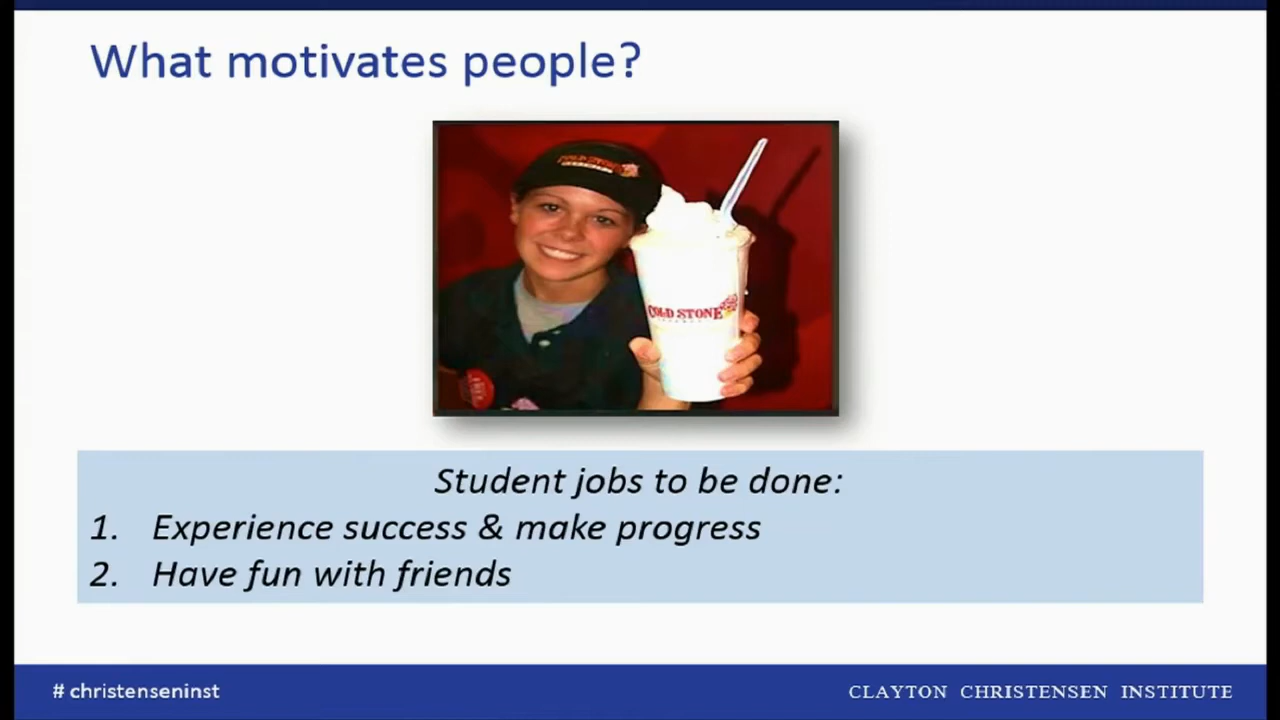 What motivates people?
COLD STONE
COLD STONE
Student jobs to be done:
1. Experience success & make progress
2. Have fun with friends
# christenseninst
CLAYTON CHRISTENSEN INSTITUTE